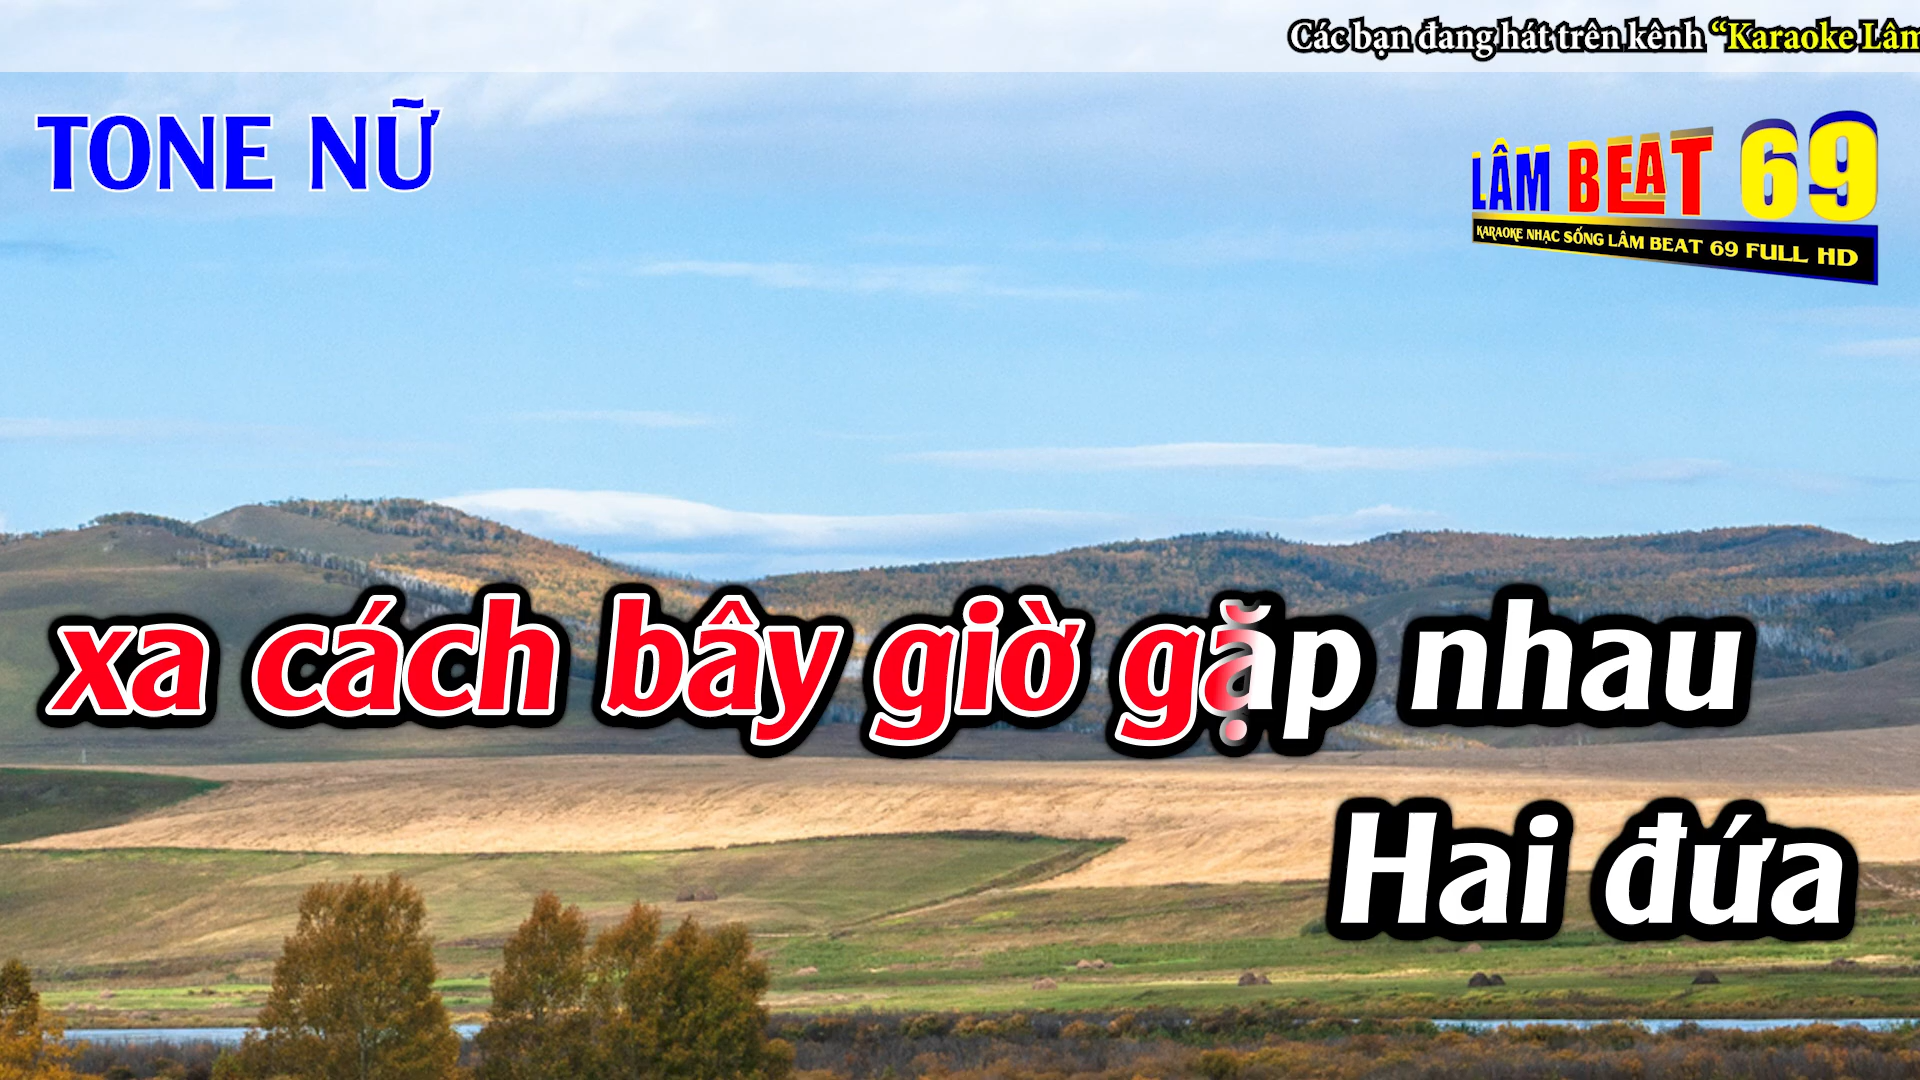 Các bạn đang hát trên kênh “Karaoke Lâm
TONE NỮ
LÂM BEAT 69
KARAOKE NHẠC SỐNG LÂM BEAT 69 FULL HD
xa cách bây giờ gặp nhau
Hai đứa